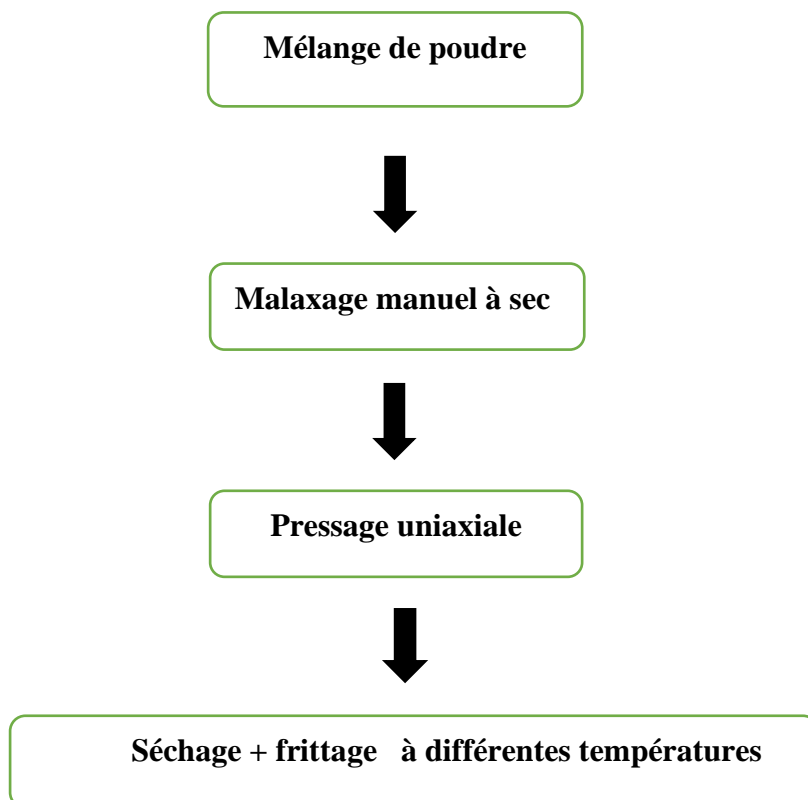 Mélange de poudre
Malaxage manuel à sec
Pressage uniaxiale
Séchage + frittage à différentes températures